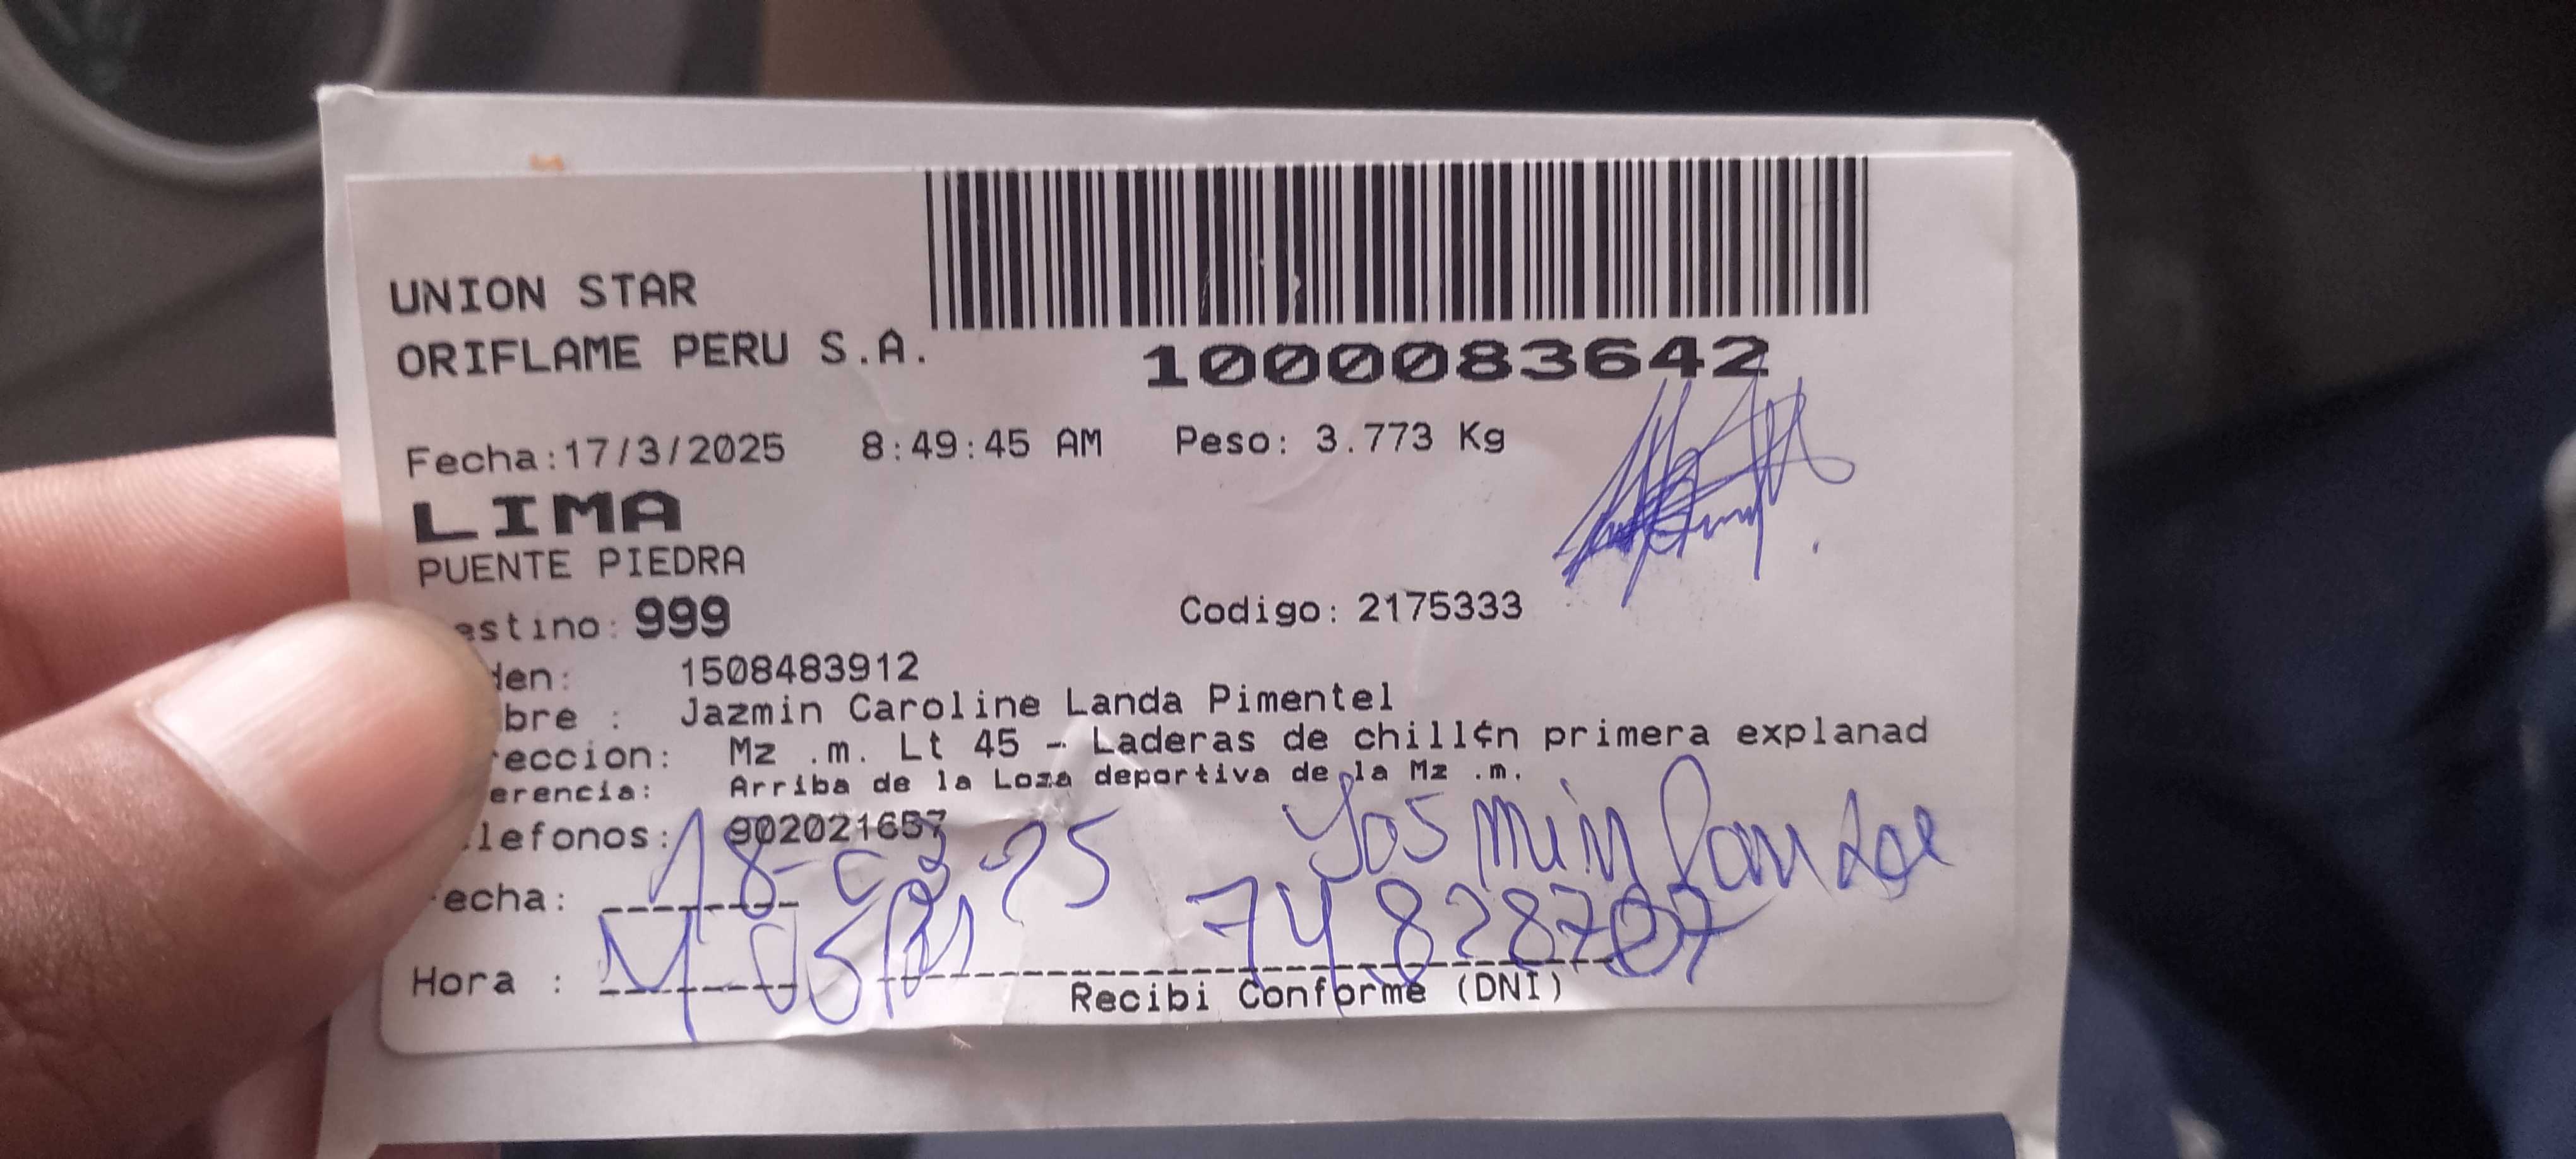 UNION STAR
ORIFLAME PERU S.A.
1000083642
Fecha:17/3/2025 8:49:45 AM Peso: 3.773 Kg
LIMA
PUENTE PIEDRA
estino: 999 Codigo: 2175333
den: 1508483912
bre : Jazmin Caroline Landa Pimentel
reccion: Mz .m. Lt 45 - Laderas de chill¢n primera explanad
erencia: Arriba de la Loza deportiva de la Mz .m.
lefonos: 902021657
echa: 18-03-25
Hora :
Recibi Conforme (DNI)